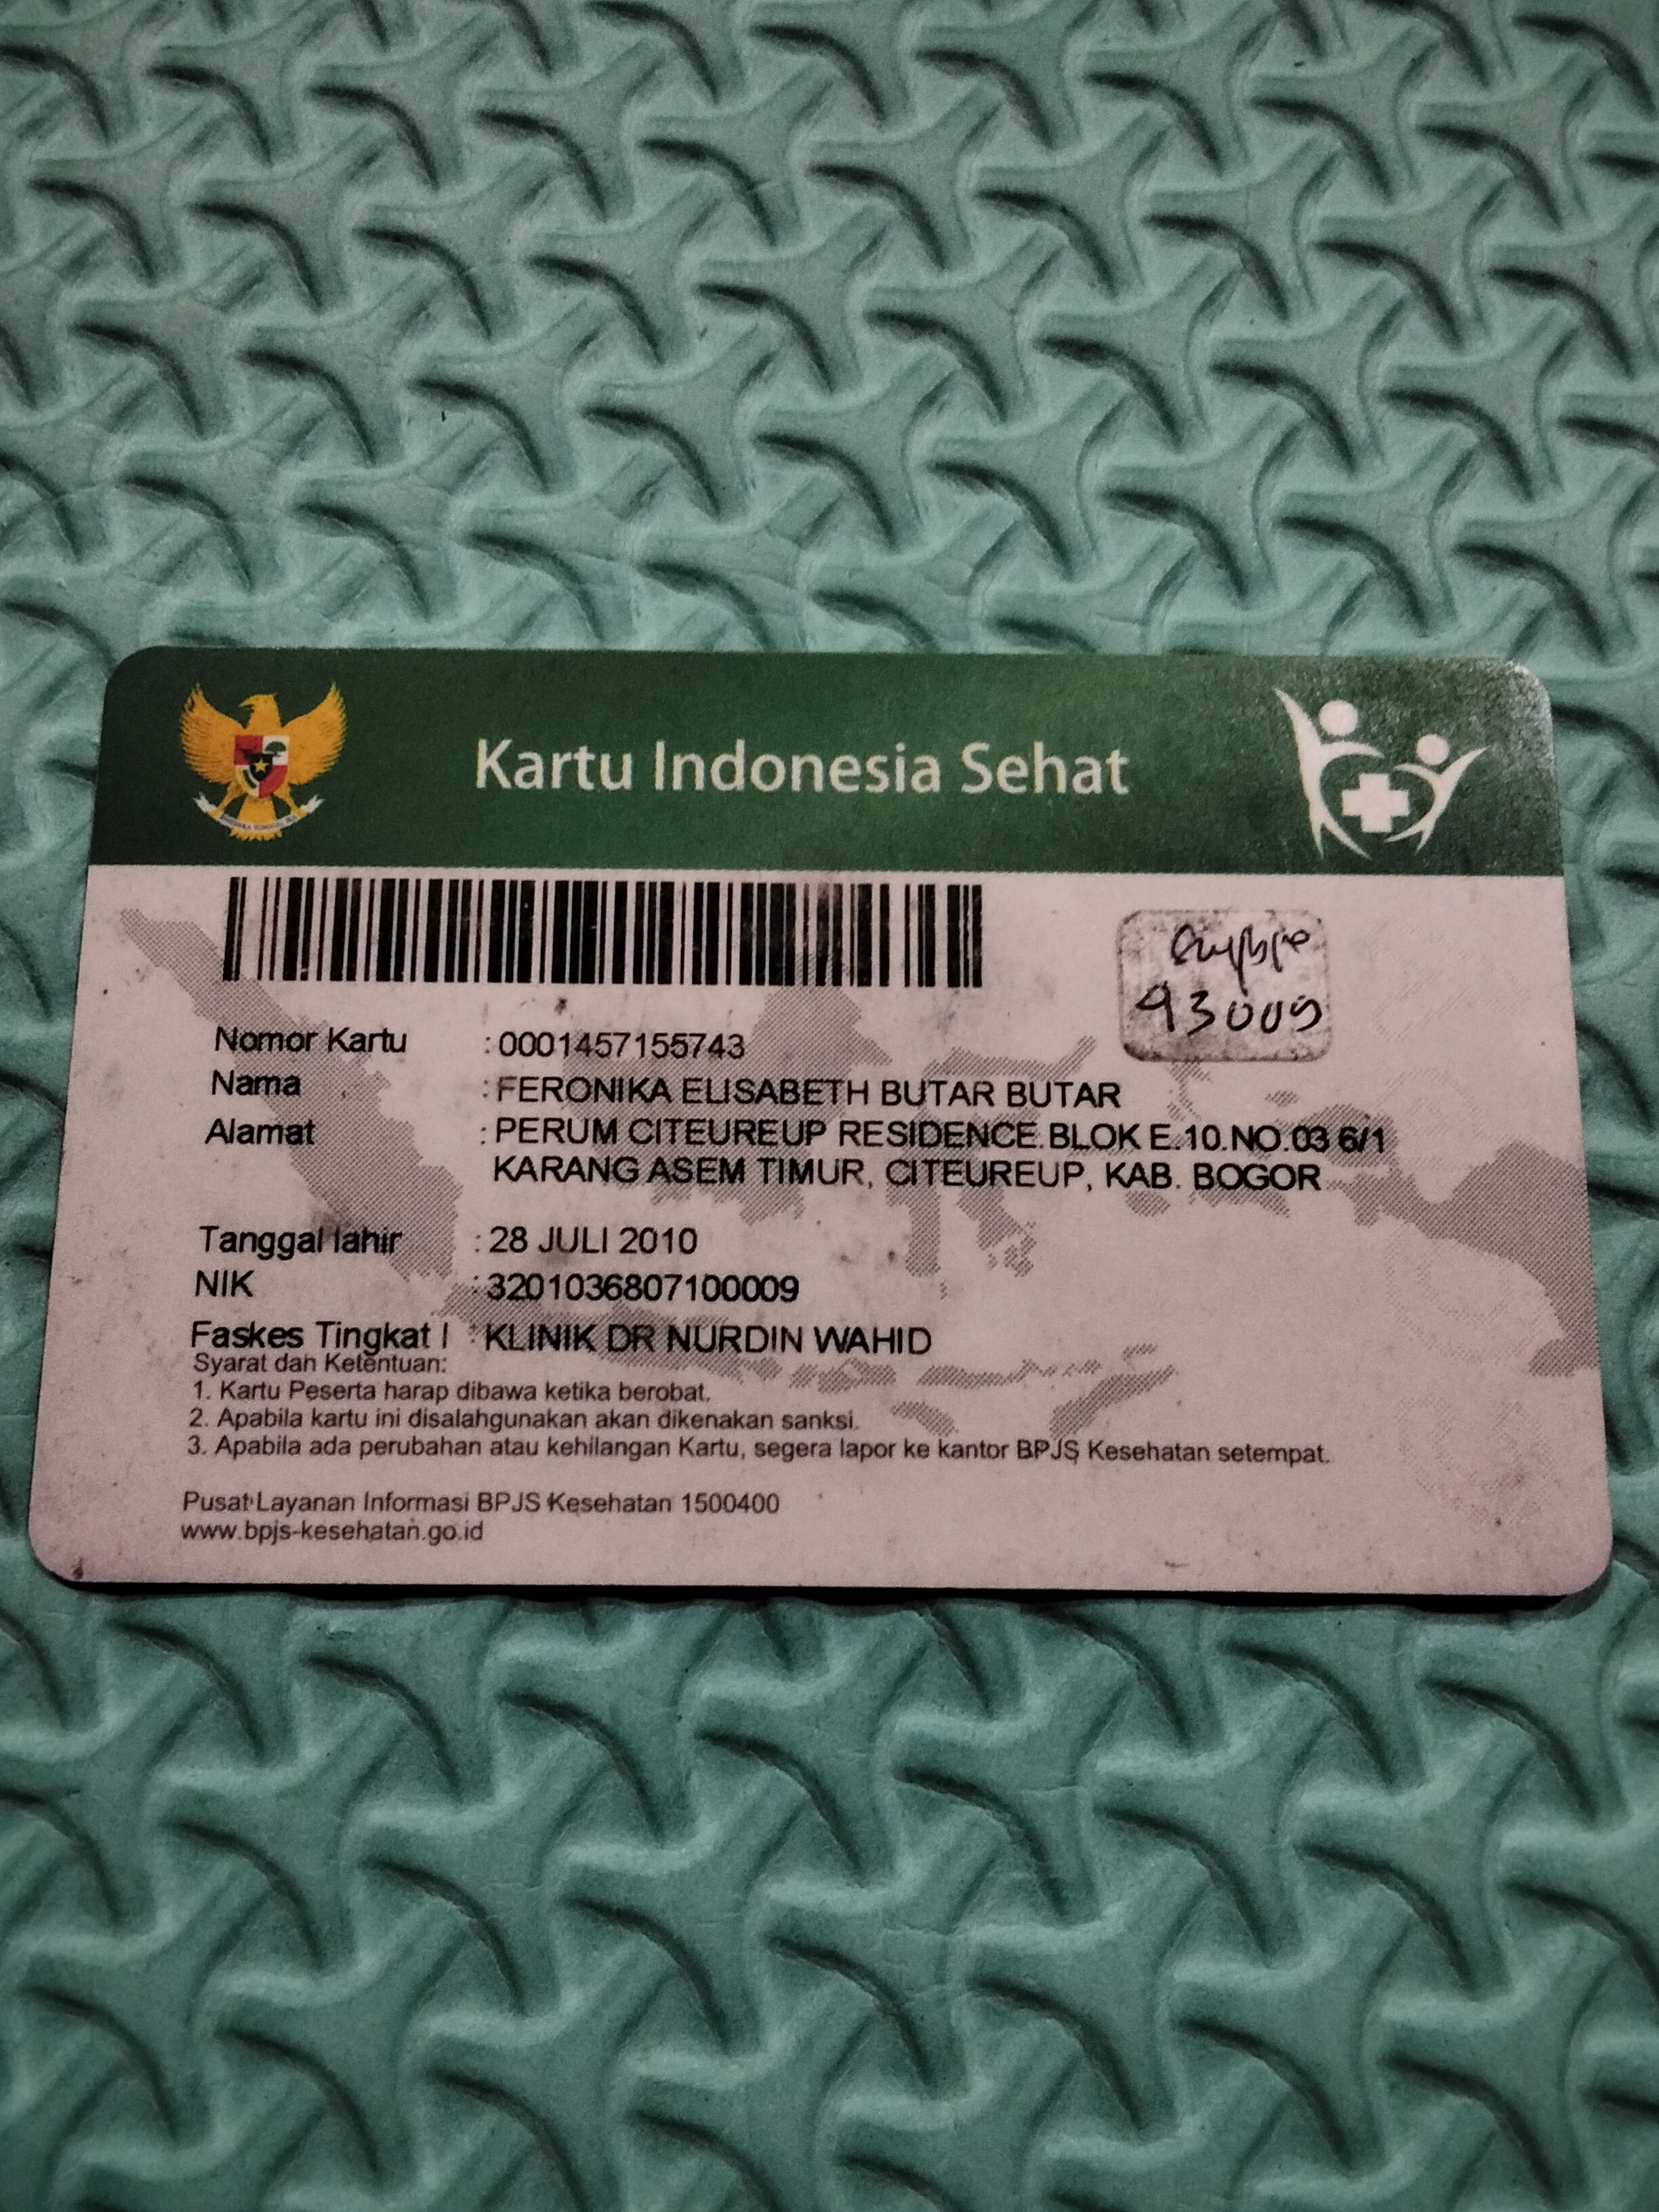 Kartu Indonesia Sehat
93009
Nomor Kartu : 0001457155743
Nama : FERONIKA ELISABETH BUTAR BUTAR
Alamat : PERUM CITEUREUP RESIDENCE.BLOK E.10.NO.03 6/1
KARANG ASEM TIMUR, CITEUREUP, KAB. BOGOR
Tanggal lahir : 28 JULI 2010
NIK : 3201036807100009
Faskes Tingkat I : KLINIK DR NURDIN WAHID
Syarat dan Ketentuan:
1. Kartu Peserta harap dibawa ketika berobat.
2. Apabila kartu ini disalahgunakan akan dikenakan sanksi.
3. Apabila ada perubahan atau kehilangan Kartu, segera lapor ke kantor BPJS Kesehatan setempat.
Pusat Layanan Informasi BPJS Kesehatan 1500400
www.bpjs-kesehatan.go.id